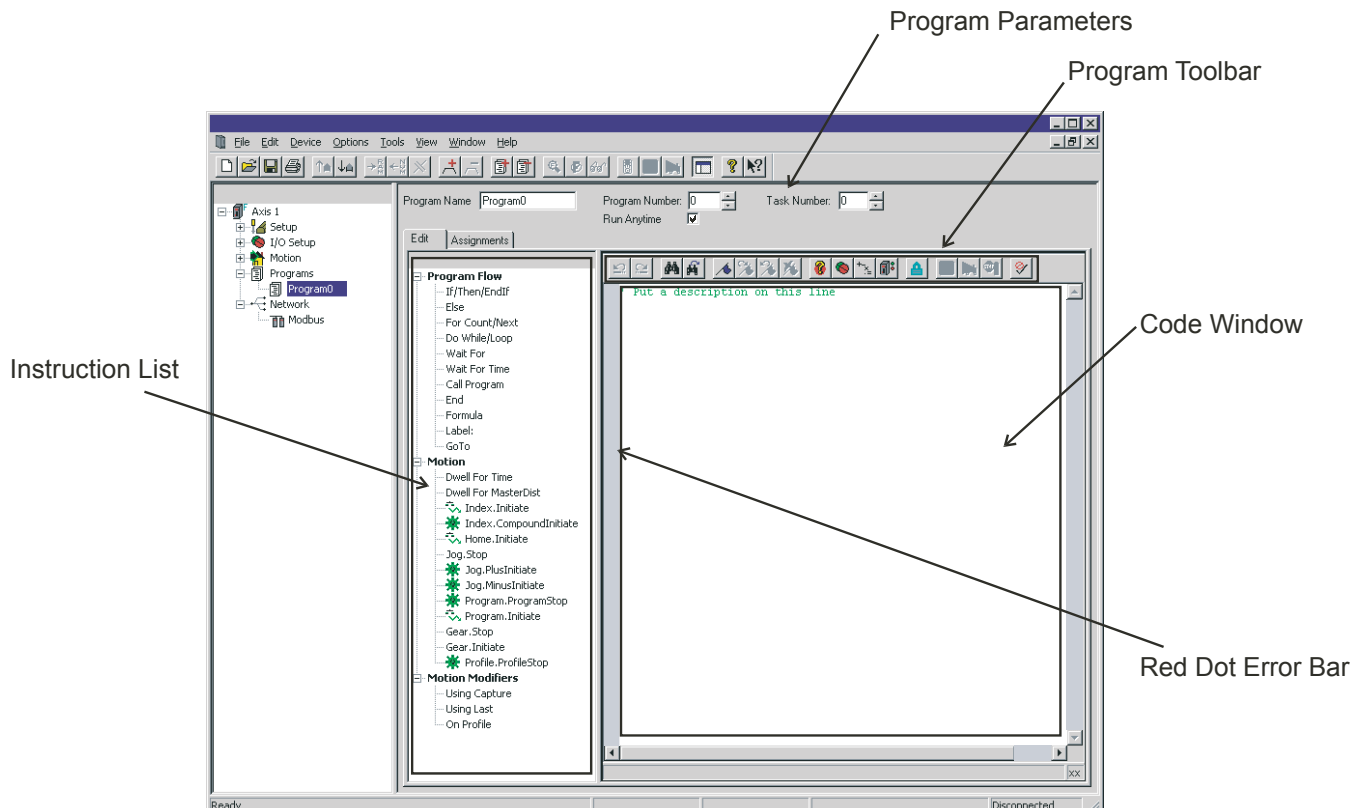 Program Parameters
Program Toolbar
File Edit Device Options Tools View Window Help
Program Name Program0 Program Number: 0 Task Number: 0
Run Anytime
Axis 1
Setup
I/O Setup
Motion
Programs
Program0
Network
Modbus
Edit Assignments
Program Flow
If/Then/EndIf
Else
For Count/Next
Do While/Loop
Wait For
Wait For Time
Call Program
End
Formula
Label:
GoTo
Motion
Dwell For Time
Dwell For MasterDist
Index.Initiate
Index.CompoundInitiate
Home.Initiate
Jog.Stop
Jog.PlusInitiate
Jog.MinusInitiate
Program.ProgramStop
Program.Initiate
Gear.Stop
Gear.Initiate
Profile.ProfileStop
Motion Modifiers
Using Capture
Using Last
On Profile
' Put a description on this line
Code Window
Instruction List
Red Dot Error Bar
xx
Ready Disconnected